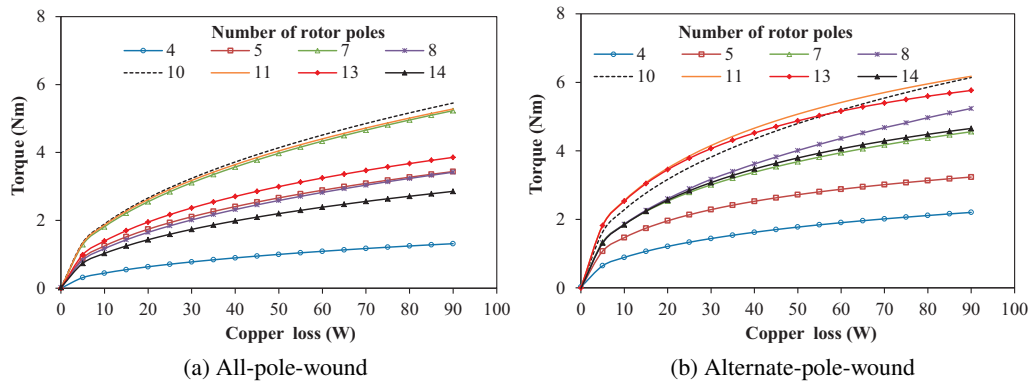 Torque (Nm)
8
6
4
2
0
Number of rotor poles
4 5 7 8
10 11 13 14
0 10 20 30 40 50 60 70 80 90 100
Copper loss (W)
(a) All-pole-wound
Torque (Nm)
8
6
4
2
0
Number of rotor poles
4 5 7 8
10 11 13 14
0 10 20 30 40 50 60 70 80 90 100
Copper loss (W)
(b) Alternate-pole-wound